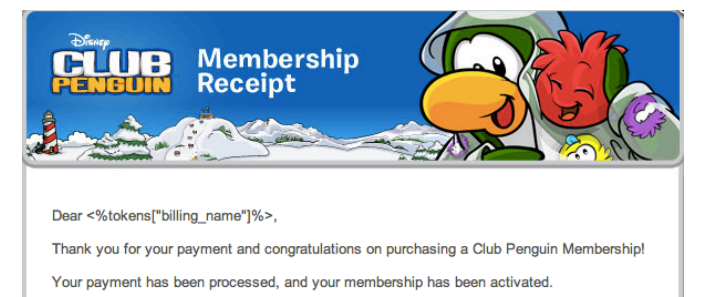 Disney
CLUB
PENGUIN
Membership
Receipt
Dear <%tokens["billing_name"]%>,
Thank you for your payment and congratulations on purchasing a Club Penguin Membership!
Your payment has been processed, and your membership has been activated.